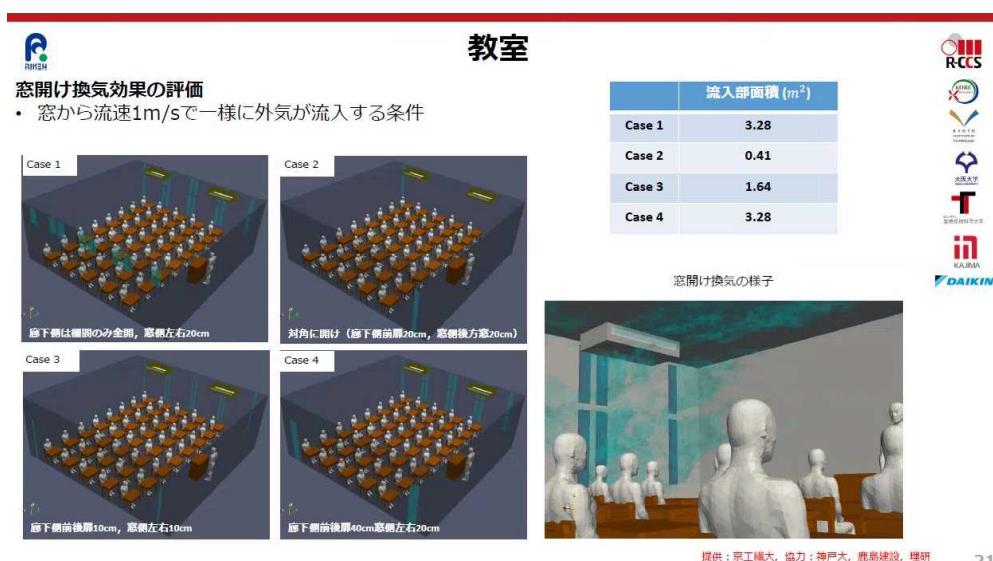 教室
RIKEN
窓開け換気効果の評価
• 窓から流速1m/sで一様に外気が流入する条件
流入部面積 (m²)
Case 1 3.28
Case 2 0.41
Case 3 1.64
Case 4 3.28
Case 1
廊下側は欄間のみ全開，窓側左右20cm
Case 2
対角に開け（廊下側前扉20cm，窓側後方窓20cm）
Case 3
廊下側前後扉10cm，窓側左右10cm
Case 4
廊下側前後扉40cm窓側左右20cm
窓開け換気の様子
R-CCS
KOBE
KYOTO
大阪大学
KAJIMA
DAIKIN
提供：京工繊大，協力：神戸大，鹿島建設，理研
21